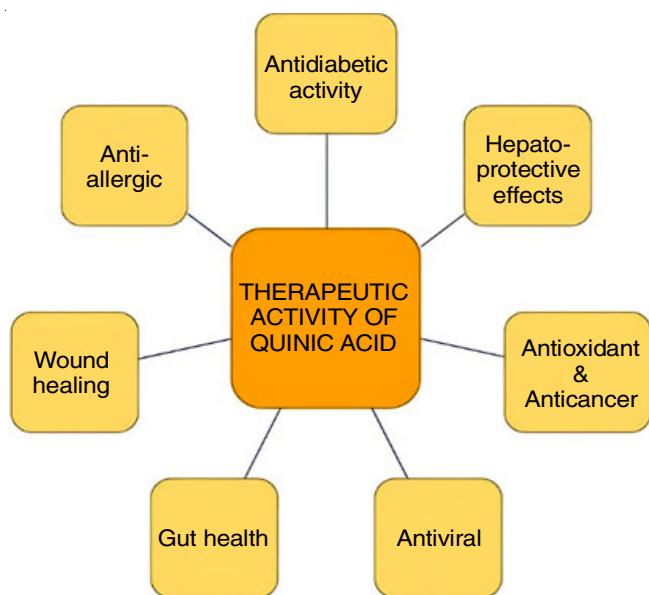 Antidiabetic
activity
Hepato-
protective
effects
Antioxidant
&
Anticancer
Antiviral
Gut health
Wound
healing
Anti-
allergic
THERAPEUTIC
ACTIVITY OF
QUINIC ACID